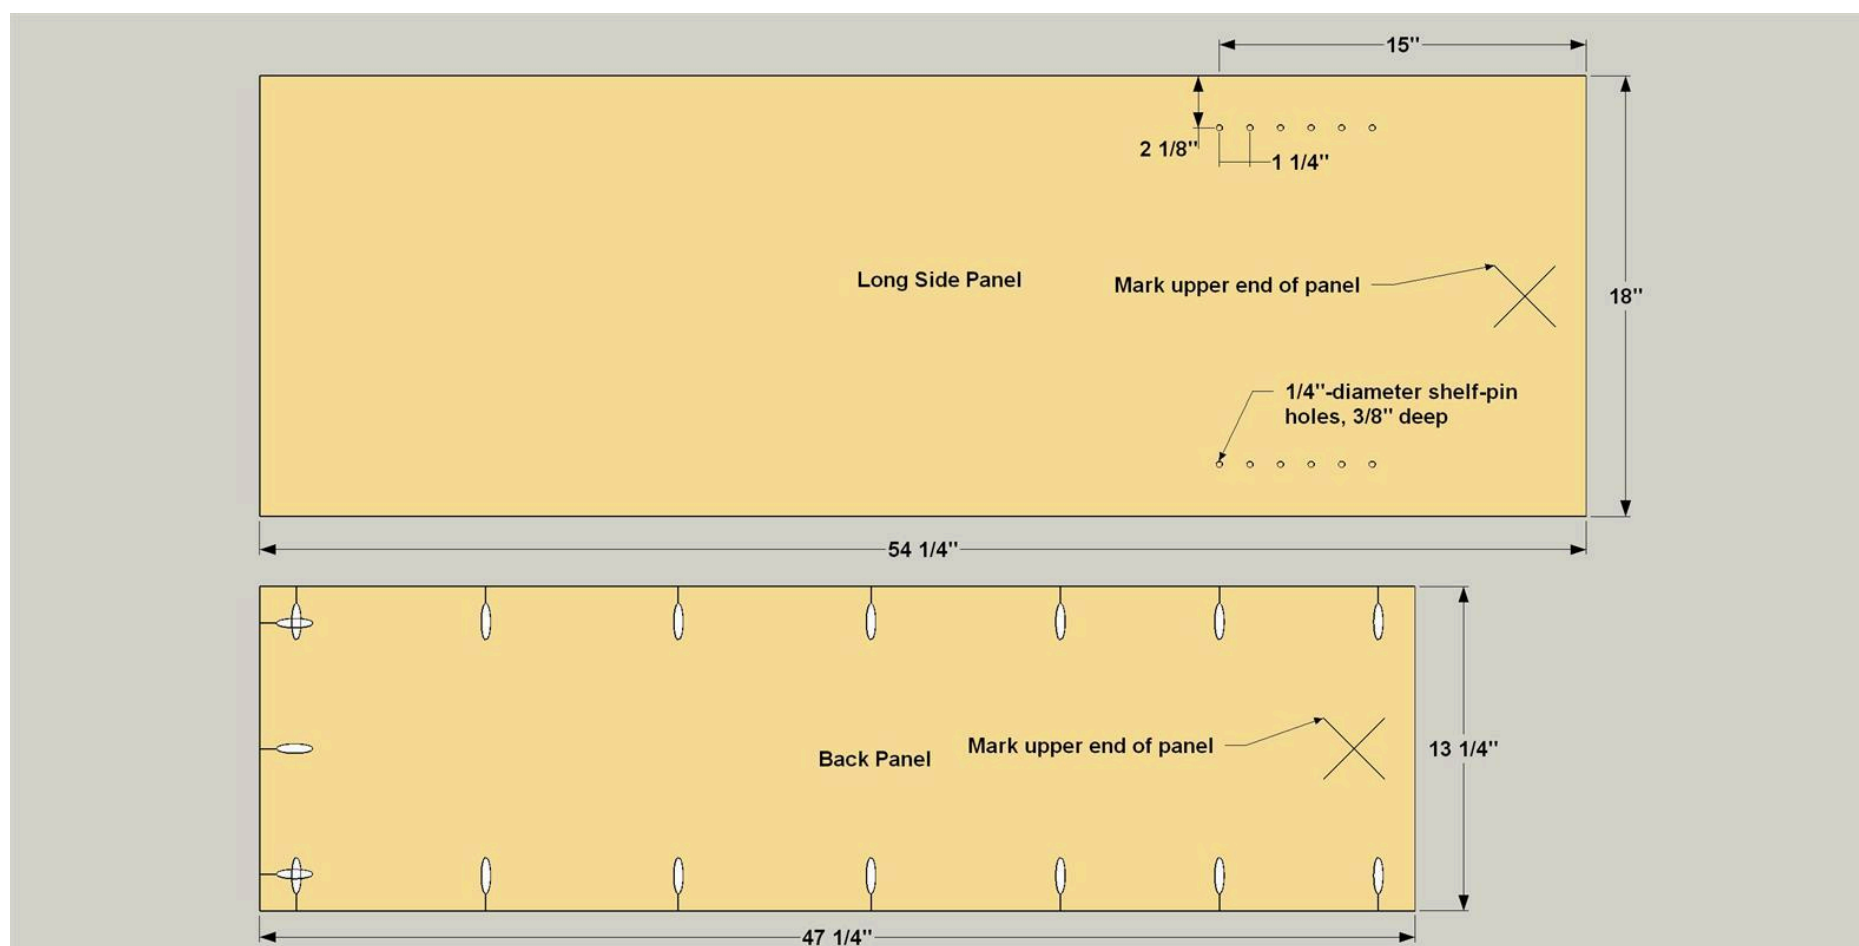 15"
2 1/8"
1 1/4"
Long Side Panel
Mark upper end of panel
18"
1/4"-diameter shelf-pin
holes, 3/8" deep
54 1/4"
Back Panel
Mark upper end of panel
13 1/4"
47 1/4"